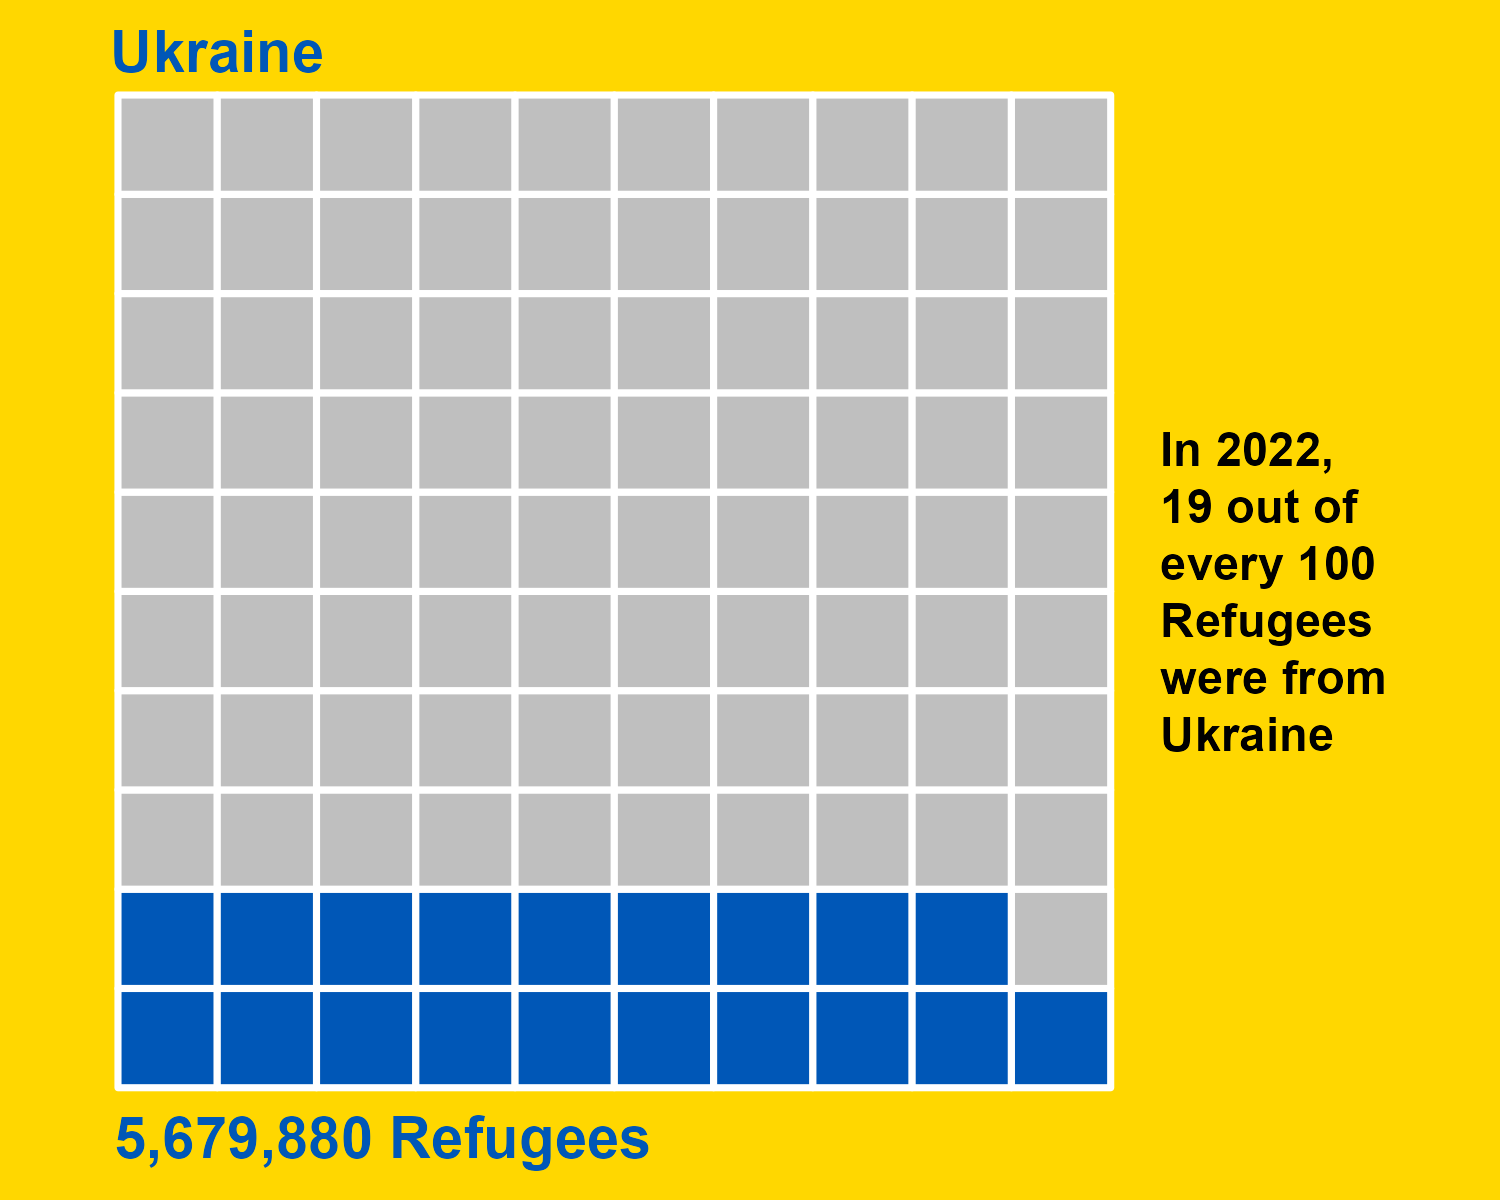 Ukraine
In 2022,
19 out of
every 100
Refugees
were from
Ukraine
5,679,880 Refugees